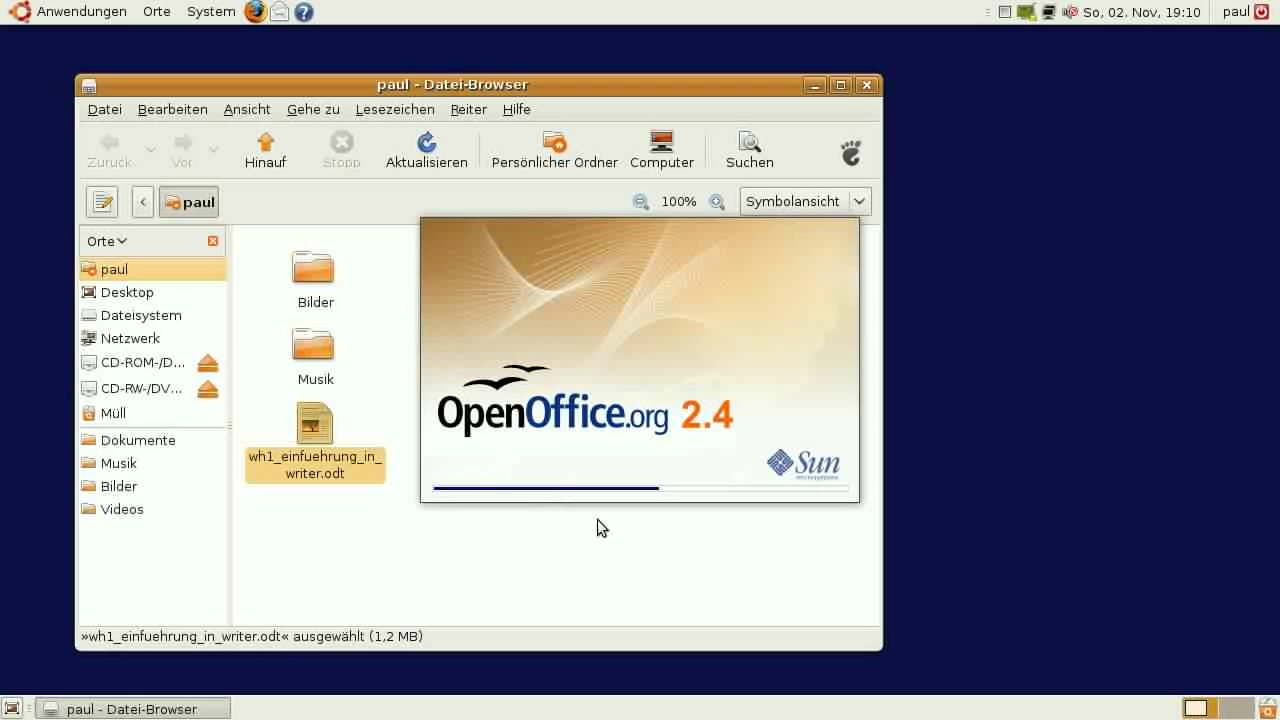 Anwendungen Orte System So, 02. Nov, 19:10 paul
paul - Datei-Browser
Datei Bearbeiten Ansicht Gehe zu Lesezeichen Reiter Hilfe
Zurück Vor Hinauf Stopp Aktualisieren Persönlicher Ordner Computer Suchen
paul 100% Symbolansicht
Orte
paul
Desktop
Dateisystem
Netzwerk
CD-ROM-/D...
CD-RW-/DV...
Müll
Dokumente
Musik
Bilder
Videos
Bilder
Musik
wh1_einfuehrung_in_
writer.odt
OpenOffice.org 2.4
Sun
microsystems
»wh1_einfuehrung_in_writer.odt« ausgewählt (1,2 MB)
paul - Datei-Browser